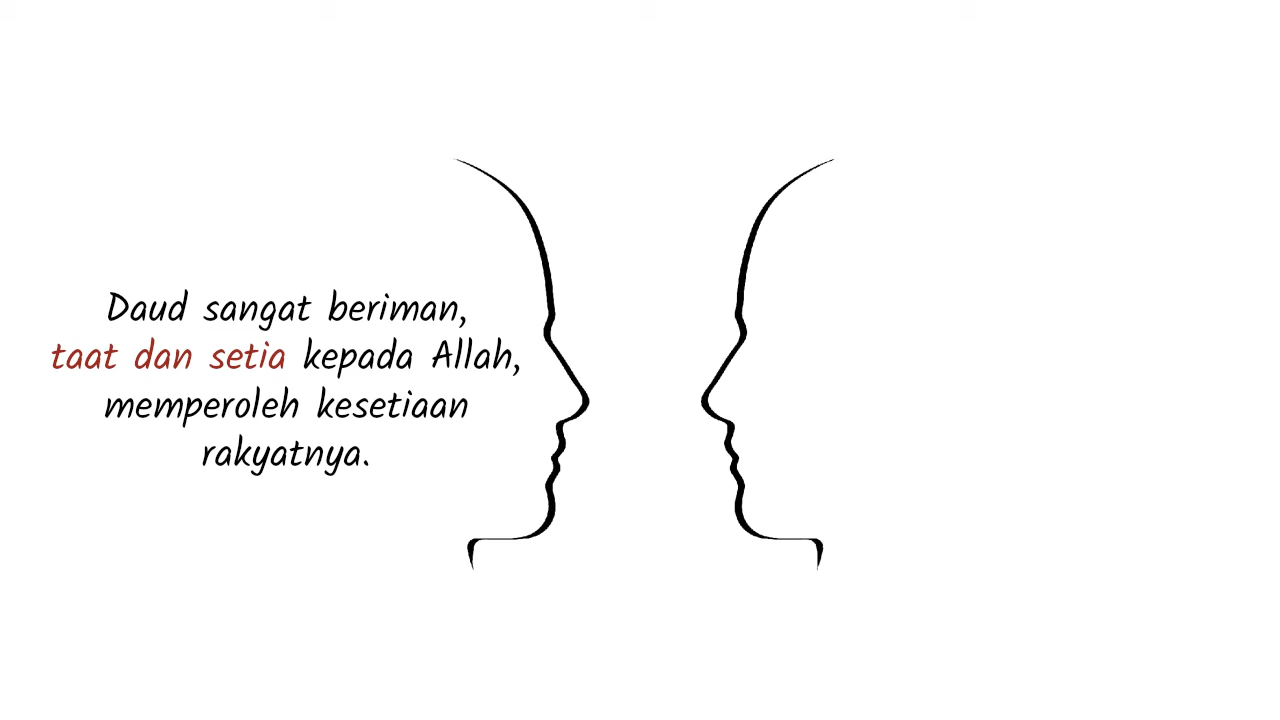 Daud sangat beriman,
taat dan setia kepada Allah,
memperoleh kesetiaan
rakyatnya.